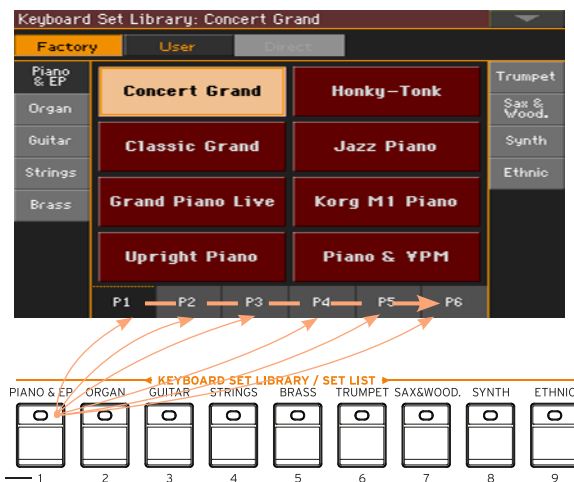 Keyboard Set Library: Concert Grand
Factory User Direct
Piano & EP
Organ
Guitar
Strings
Brass
Concert Grand Honky-Tonk
Classic Grand Jazz Piano
Grand Piano Live Korg M1 Piano
Upright Piano Piano & YPM
Trumpet
Sax & Wood.
Synth
Ethnic
P1 P2 P3 P4 P5 P6
KEYBOARD SET LIBRARY / SET LIST
PIANO & EP ORGAN GUITAR STRINGS BRASS TRUMPET SAX&WOOD. SYNTH ETHNIC
1 2 3 4 5 6 7 8 9